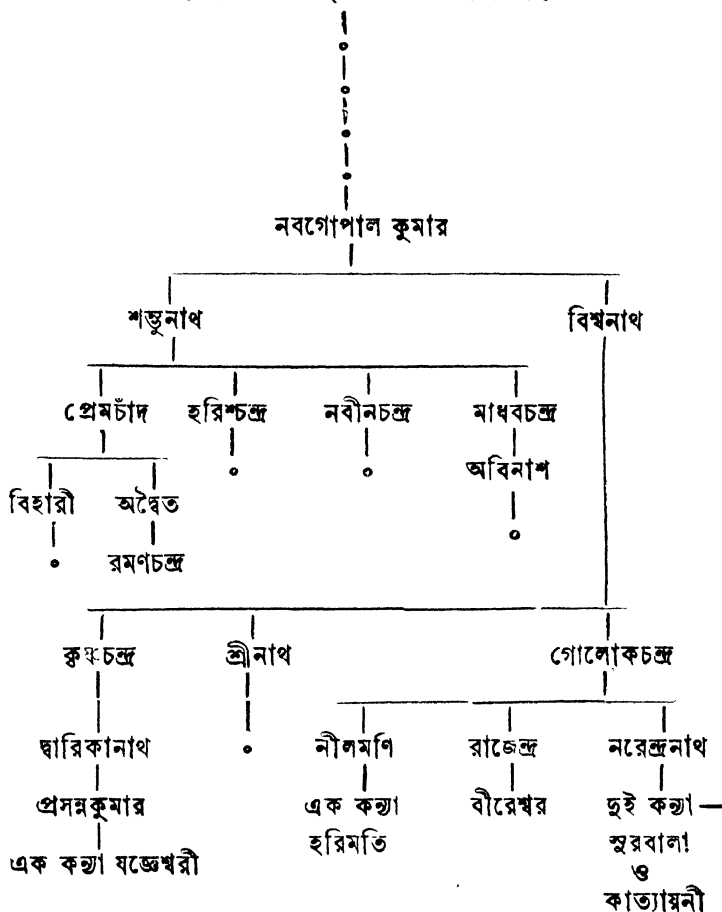 নবগোপাল কুমার
শম্ভুনাথ বিশ্বনাথ
প্রেমচাঁদ হরিশ্চন্দ্র নবীনচন্দ্র মাধবচন্দ্র
অবিনাশ
বিহারী অদ্বৈত
রমণচন্দ্র
কৃষ্ণচন্দ্র শ্রীনাথ গোলোকচন্দ্র
দ্বারিকানাথ নীলমণি রাজেন্দ্র নরেন্দ্রনাথ
প্রসন্নকুমার এক কন্যা বীরেশ্বর দুই কন্যা —
হরিমতি সুরবালা
এক কন্যা যজ্ঞেশ্বরী ও
কাত্যায়নী